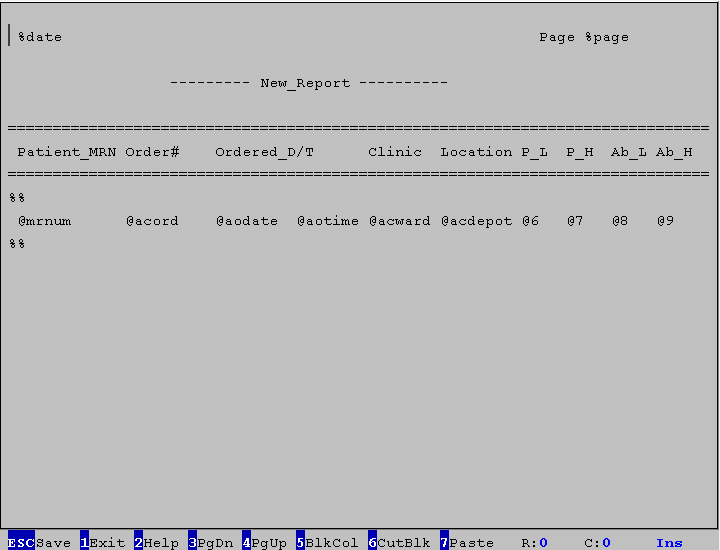 %date Page %page
--------- New_Report ----------
==============================================================================
Patient_MRN Order# Ordered_D/T Clinic Location P_L P_H Ab_L Ab_H
==============================================================================
%%
@mrnum @acord @aodate @aotime @acward @acdepot @6 @7 @8 @9
%%
ESCSave 1Exit 2Help 3PgDn 4PgUp 5BlkCol 6CutBlk 7Paste R:0 C:0 Ins